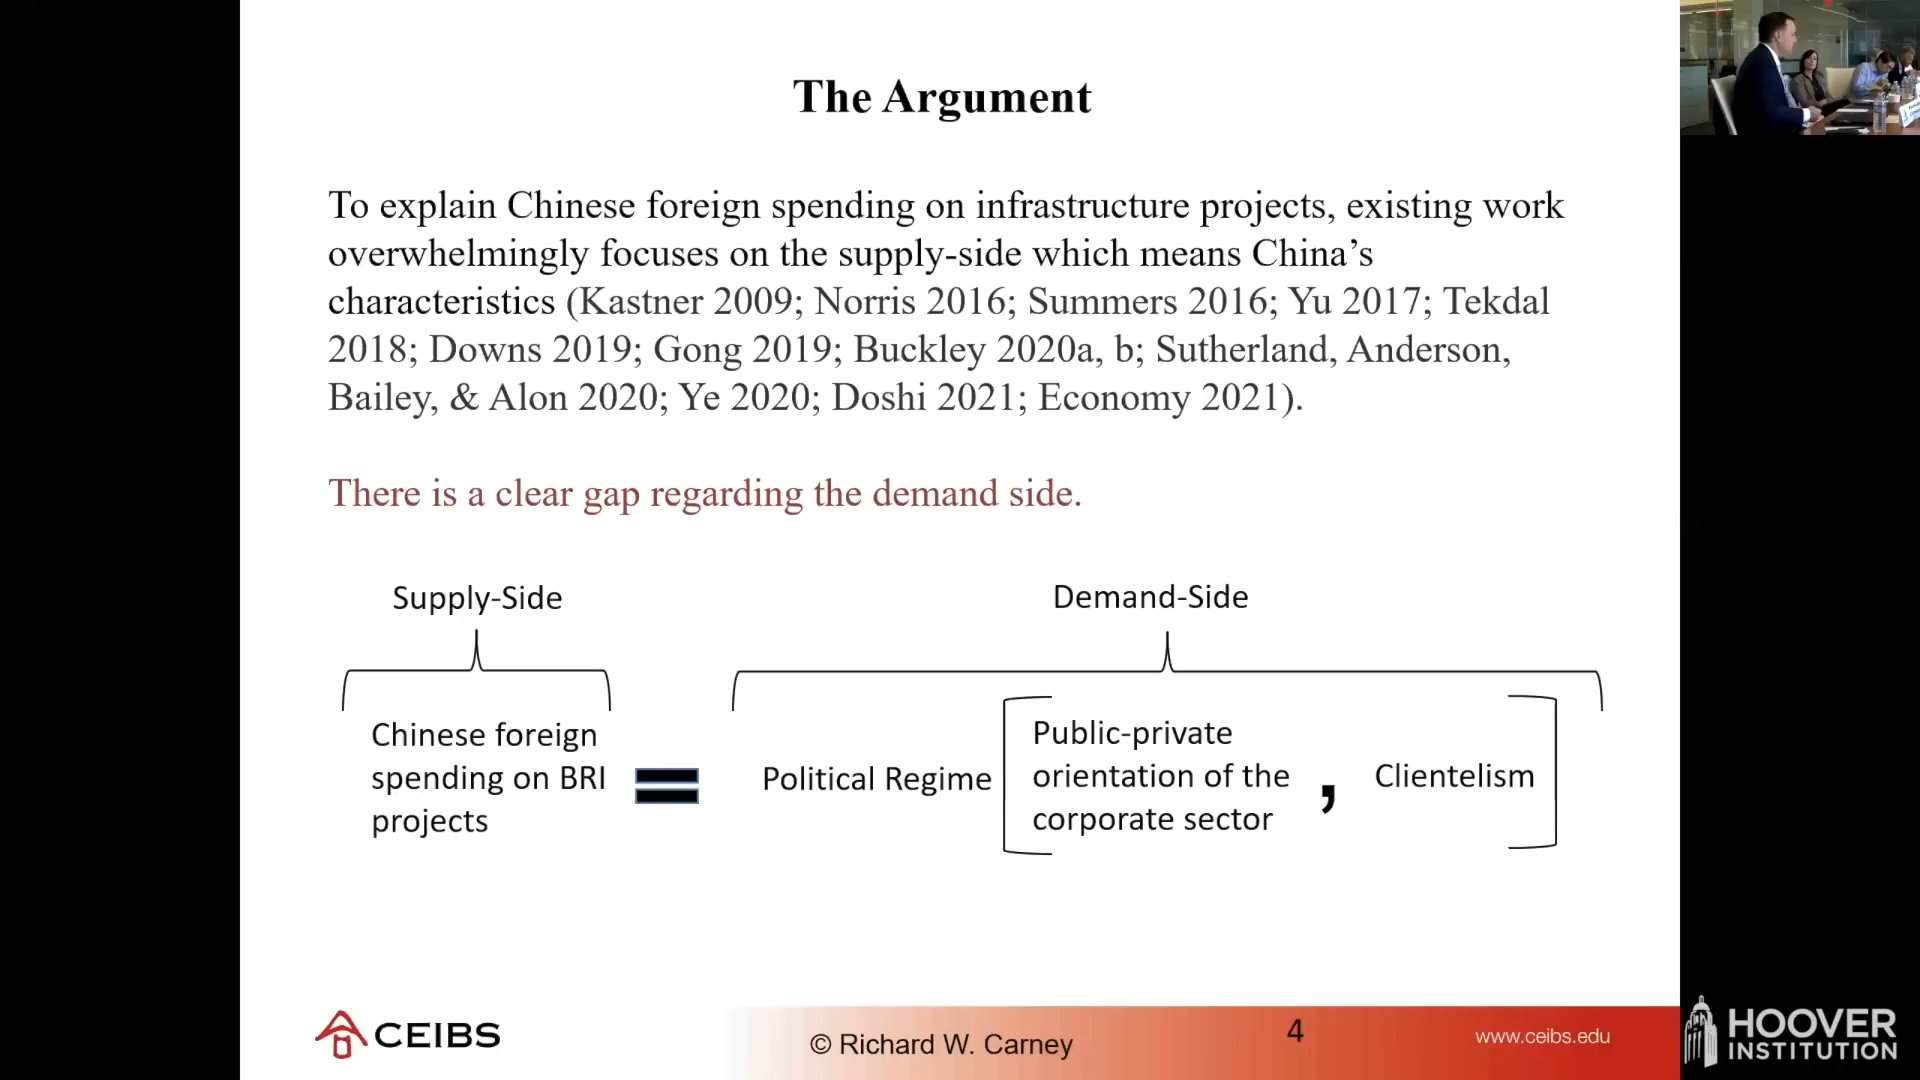 The Argument
To explain Chinese foreign spending on infrastructure projects, existing work
overwhelmingly focuses on the supply-side which means China’s
characteristics (Kastner 2009; Norris 2016; Summers 2016; Yu 2017; Tekdal
2018; Downs 2019; Gong 2019; Buckley 2020a, b; Sutherland, Anderson,
Bailey, & Alon 2020; Ye 2020; Doshi 2021; Economy 2021).
There is a clear gap regarding the demand side.
Supply-Side
Demand-Side
Chinese foreign
spending on BRI
projects
=
Political Regime
Public-private
orientation of the
corporate sector
,
Clientelism
CEIBS
© Richard W. Carney
4
www.ceibs.edu
HOOVER
INSTITUTION